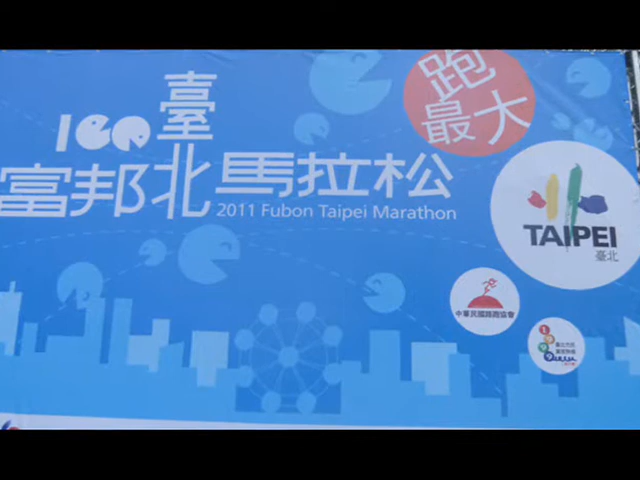 跑
最大
100
臺
富邦 北 馬拉松
2011 Fubon Taipei Marathon
TAIPEI
臺北
中華民國路跑協會